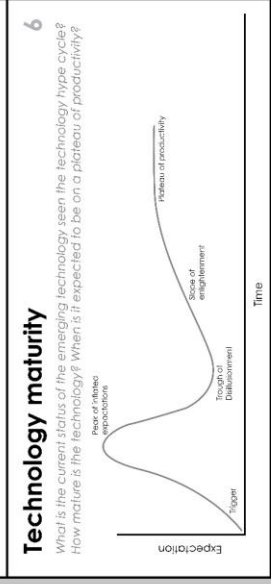 Technology maturity 6
What is the current status of the emerging technology seen the technology hype cycle?
How mature is the technology? When is it expected to be on a plateau of productivity?
Expectation
Peak of inflated
expactations
Plateau of productivity
Slope of
enlightenment
Trough of
Disillusionment
Trigger
Time